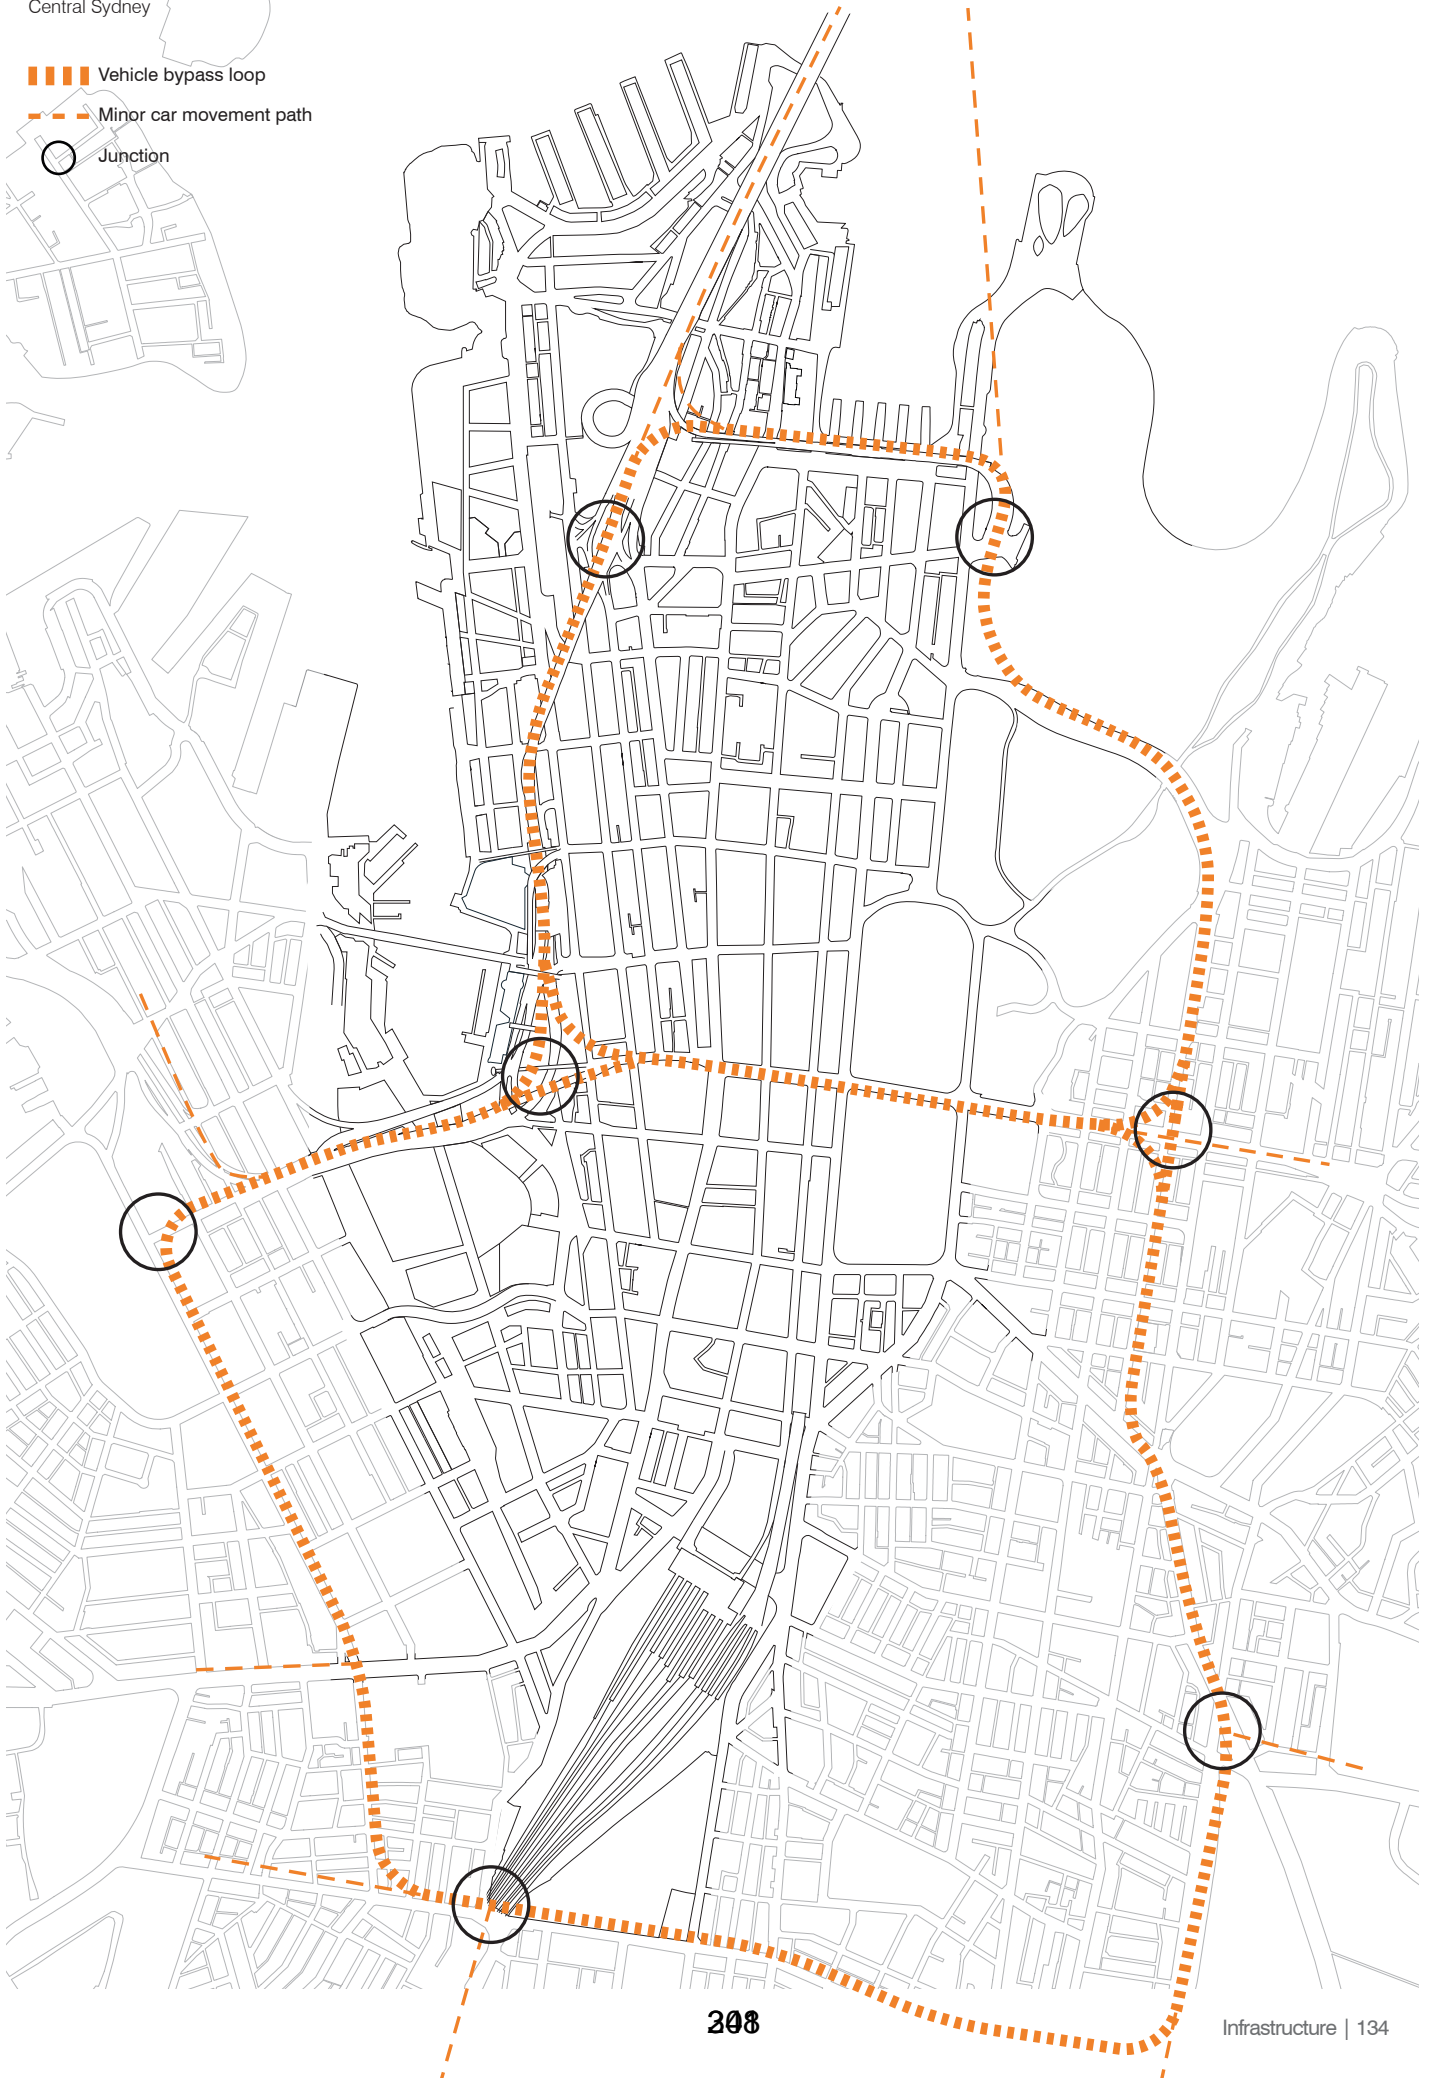 Central Sydney
Vehicle bypass loop
Minor car movement path
Junction
Infrastructure | 134